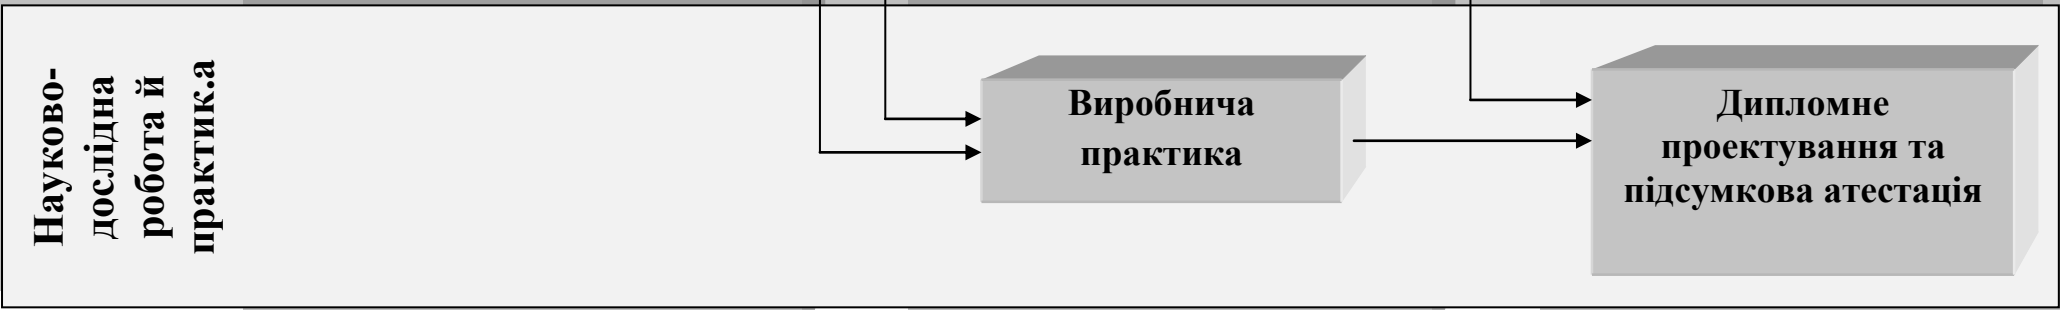 Науково-
дослідна
робота й
практик.а
Виробнича
практика
Дипломне
проектування та
підсумкова атестація